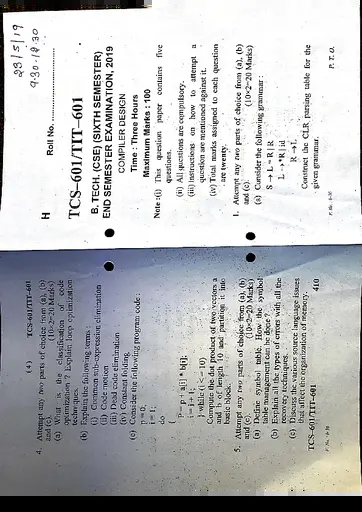 29/5/19
9:30-12:30
H
Roll No. ........................
TCS-601/TIT-601
B. TECH. (CSE) (SIXTH SEMESTER)
END SEMESTER EXAMINATION, 2019
COMPILER DESIGN
Time : Three Hours
Maximum Marks : 100
Note : (i) This question paper contains five
questions.
(ii) All questions are compulsory.
(iii) Instructions on how to attempt a
question are mentioned against it.
(iv) Total marks assigned to each question
are twenty.
1. Attempt any two parts of choice from (a), (b)
and (c). (10×2=20 Marks)
(a) Consider the following grammar :
S → L = R | R
L → *R | id
R → L
Construct the CLR parsing table for the
given grammar.
P. T. O.
(4) TCS-601/TIT-601
4. Attempt any two parts of choice from (a), (b)
and (c). (10×2=20 Marks)
(a) What is the classification of code
optimization ? Explain loop optimization
techniques.
(b) Explain the following terms :
(i) Common sub-expression elimination
(ii) Code motion
(iii) Dead code elimination
(iv) Constant folding.
(c) Consider the following program code :
p = 0;
i = 1;
do
{
P = p + a[i] * b[i];
i = i + 1;
} while (i < = 10)
Compute the dot product of two vectors a
and b of length 10 and partition it into
basic block.
5. Attempt any two parts of choice from (a), (b)
and (c). (10×2=20 Marks)
(a) Define symbol table. How the symbol
table management can be done ?
(b) Explain all the types of errors with all the
recovery techniques.
(c) Discuss the various source language issues
that affect the organization of memory.
TCS-601/TIT-601 410